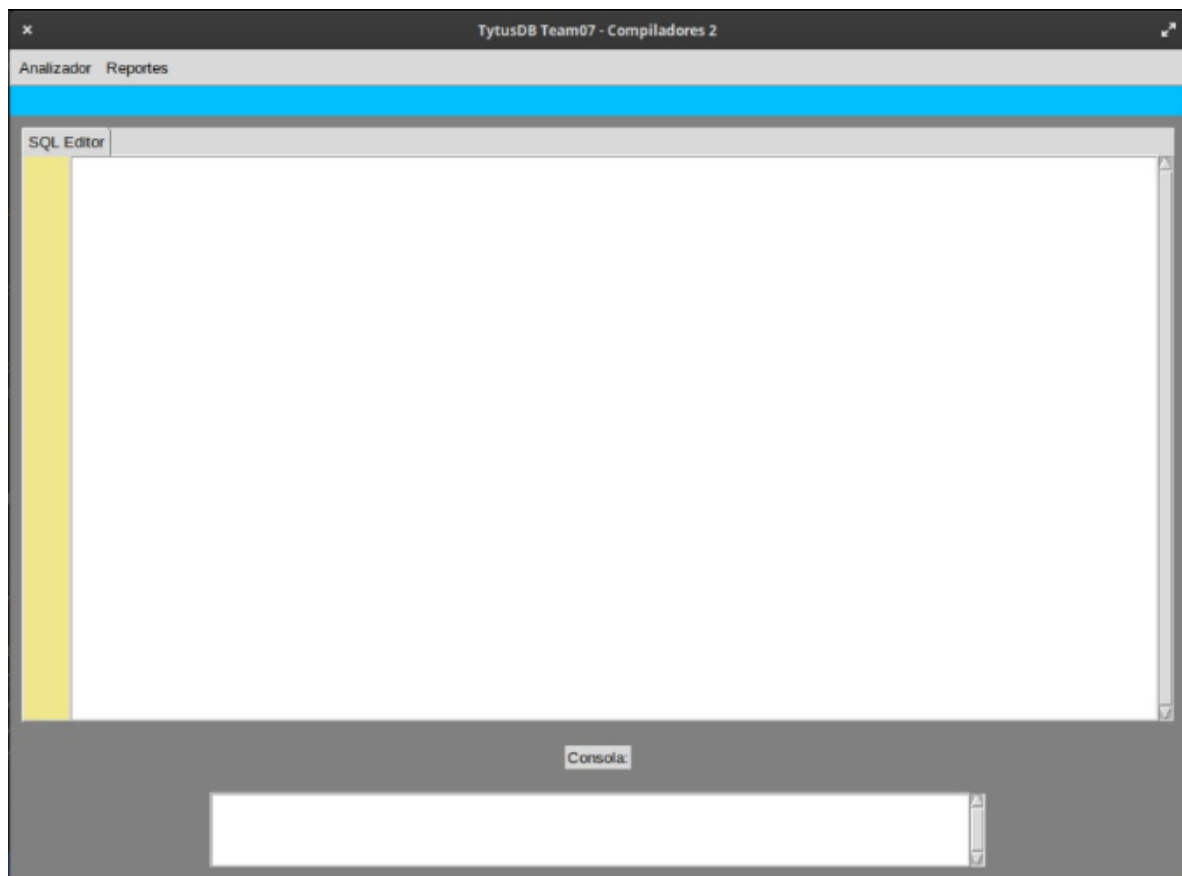 TytusDB Team07 - Compiladores 2
Analizador Reportes
SQL Editor
Consola: